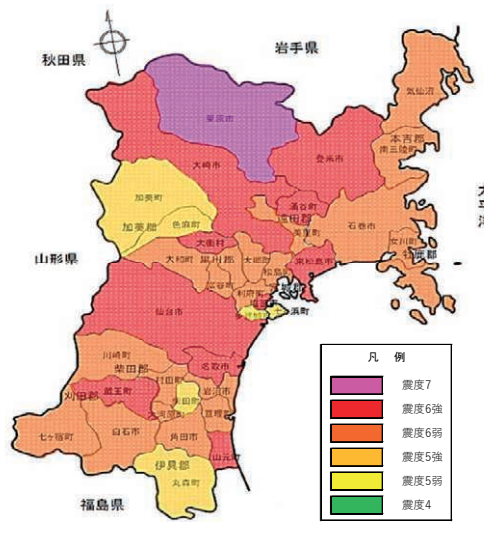 秋田県
岩手県
気仙沼
栗原市
本吉郡
南三陸町
大崎市
登米市
加美町
加美郡
色麻町
涌谷町
遠田郡
美里町
石巻市
女川町
牡鹿郡
太平洋
大衡村
大和町
黒川郡
大郷町
松島町
東松島市
山形県
利府町
仙台市
川崎町
柴田郡
名取市
村田町
岩沼市
刈田郡
蔵王町
柴田町
大河原町
亘理町
七ヶ宿町
白石市
角田市
山元町
伊具郡
丸森町
福島県
凡 例
震度7
震度6強
震度6弱
震度5強
震度5弱
震度4